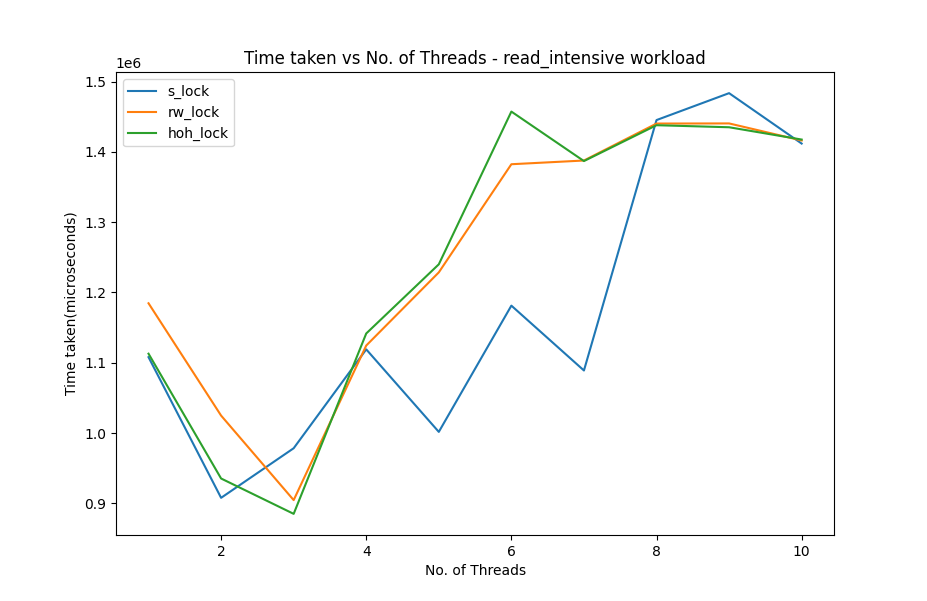 Time taken vs No. of Threads - read_intensive workload
1e6
s_lock
rw_lock
hoh_lock
1.5
1.4
1.3
1.2
1.1
1.0
0.9
Time taken(microseconds)
2 4 6 8 10
No. of Threads